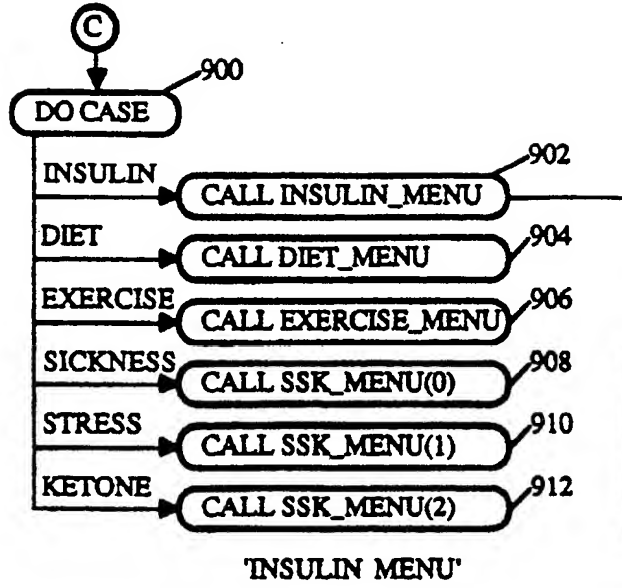 C
900
DO CASE
INSULIN
902
CALL INSULIN_MENU
DIET
904
CALL DIET_MENU
EXERCISE
906
CALL EXERCISE_MENU
SICKNESS
908
CALL SSK_MENU(0)
STRESS
910
CALL SSK_MENU(1)
KETONE
912
CALL SSK_MENU(2)
'INSULIN MENU'